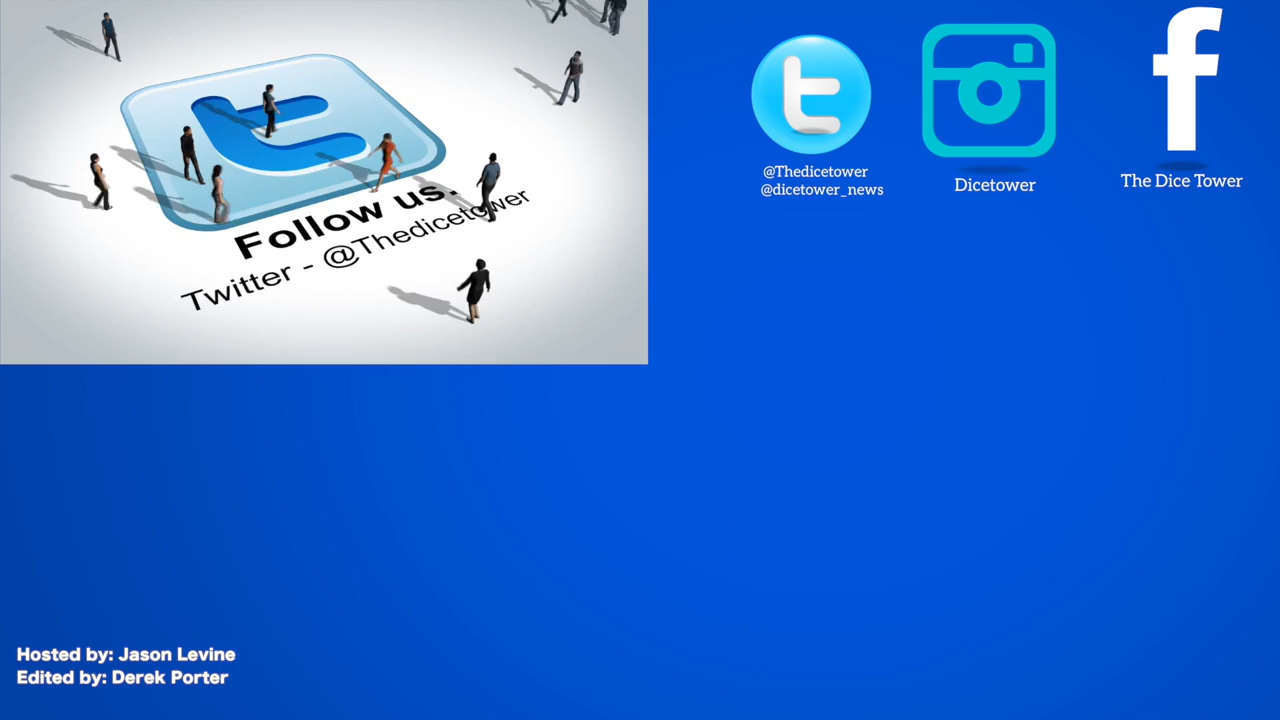 Follow us.
Twitter - @Thedicetower
@Thedicetower
@dicetower_news
Dicetower
The Dice Tower
Hosted by: Jason Levine
Edited by: Derek Porter